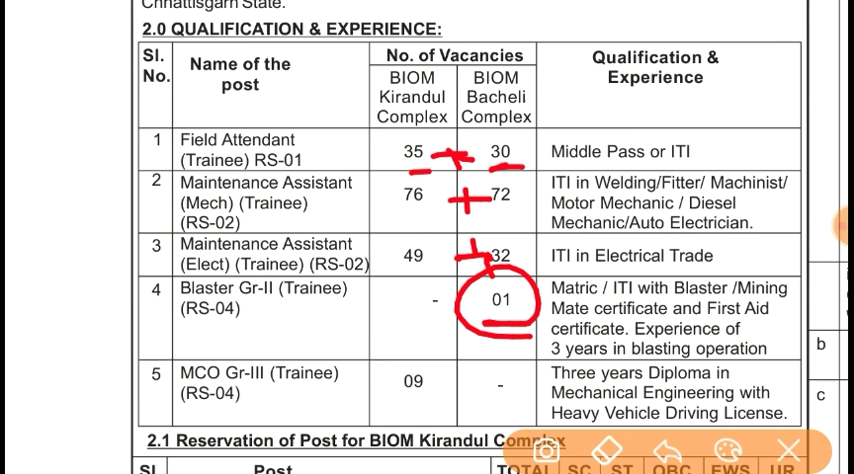 Chhattisgarh State.
2.0 QUALIFICATION & EXPERIENCE:
Sl. No. Name of the post No. of Vacancies Qualification & Experience
BIOM Kirandul Complex BIOM Bacheli Complex
1 Field Attendant (Trainee) RS-01 35 30 Middle Pass or ITI
2 Maintenance Assistant (Mech) (Trainee) (RS-02) 76 72 ITI in Welding/Fitter/ Machinist/ Motor Mechanic / Diesel Mechanic/Auto Electrician.
3 Maintenance Assistant (Elect) (Trainee) (RS-02) 49 32 ITI in Electrical Trade
4 Blaster Gr-II (Trainee) (RS-04) - 01 Matric / ITI with Blaster /Mining Mate certificate and First Aid certificate. Experience of 3 years in blasting operation
5 MCO Gr-III (Trainee) (RS-04) 09 - Three years Diploma in Mechanical Engineering with Heavy Vehicle Driving License.
b
c
2.1 Reservation of Post for BIOM Kirandul Complex
Sl Post TOTAL SC ST OBC EWS UR